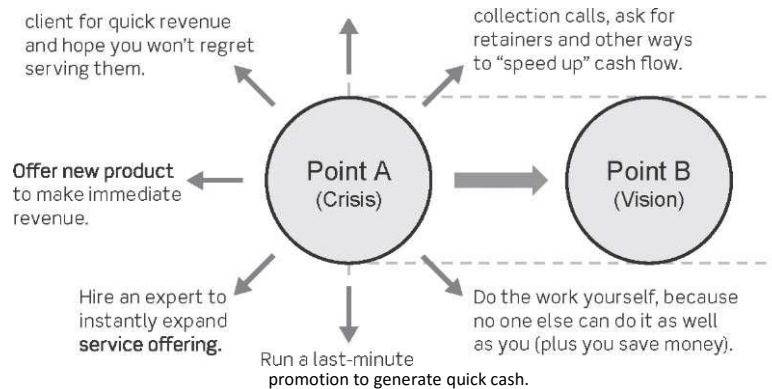 client for quick revenue
and hope you won't regret
serving them.
collection calls, ask for
retainers and other ways
to “speed up” cash flow.
Point A
(Crisis)
Point B
(Vision)
Offer new product
to make immediate
revenue.
Hire an expert to
instantly expand
service offering.
Run a last-minute
promotion to generate quick cash.
Do the work yourself, because
no one else can do it as well
as you (plus you save money).